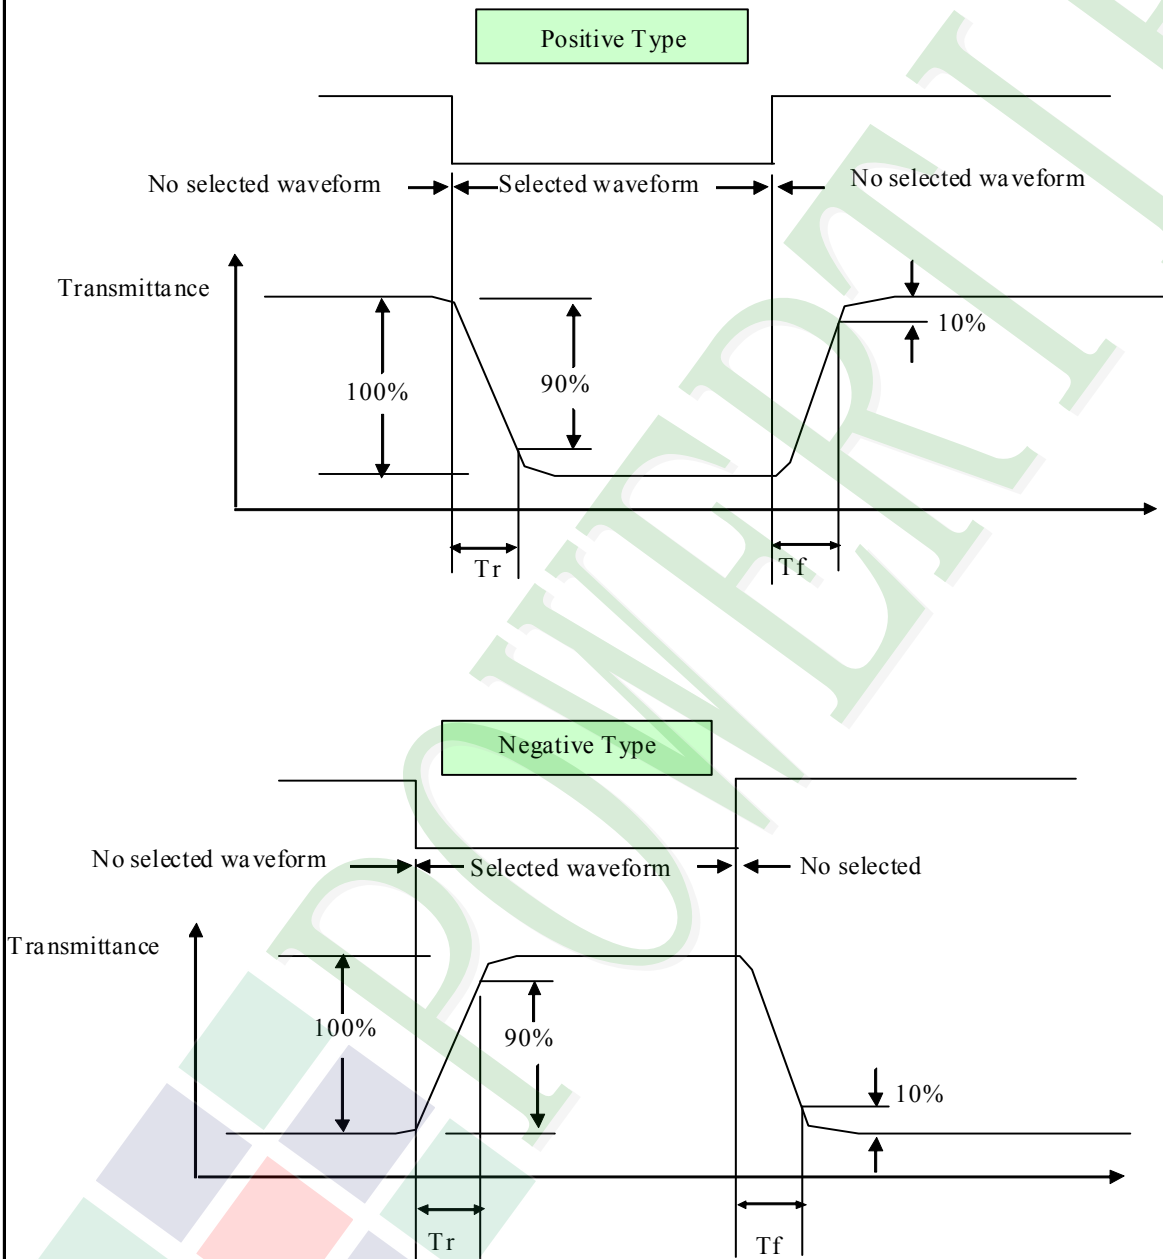 Positive Type
No selected waveform
Selected waveform
No selected waveform
Transmittance
100%
90%
10%
Tr
Tf
Negative Type
No selected waveform
Selected waveform
No selected
Transmittance
100%
90%
10%
Tr
Tf
POWERTI